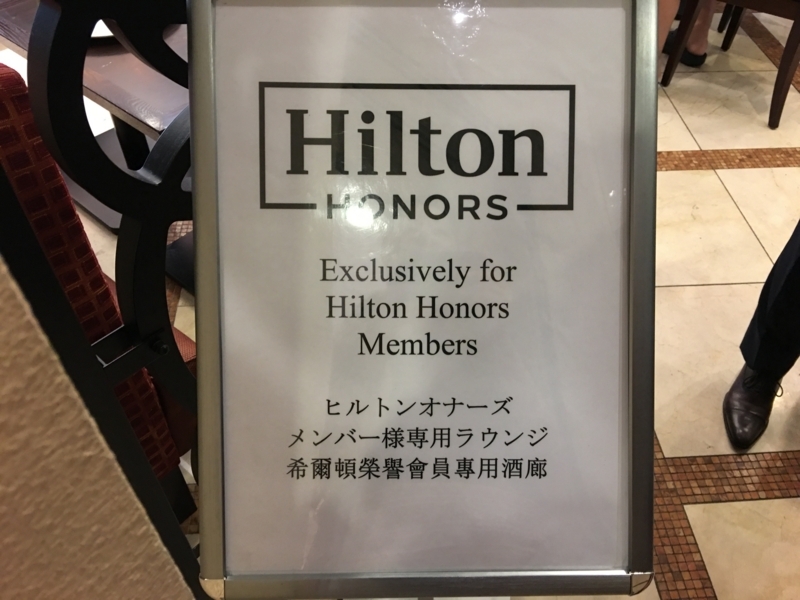 Hilton
HONORS
Exclusively for
Hilton Honors
Members
ヒルトンオナーズ
メンバー様専用ラウンジ
希爾頓榮譽會員專用酒廊